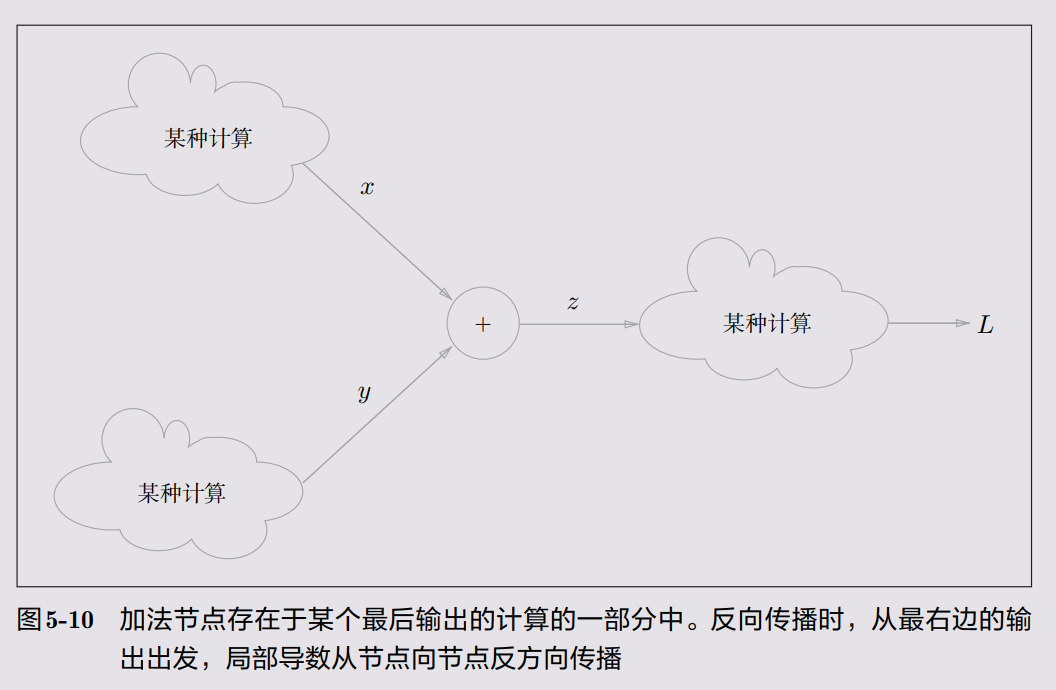 某种计算
x
+
z
某种计算
L
y
某种计算
图5-10 加法节点存在于某个最后输出的计算的一部分中。反向传播时，从最右边的输
出出发，局部导数从节点向节点反方向传播